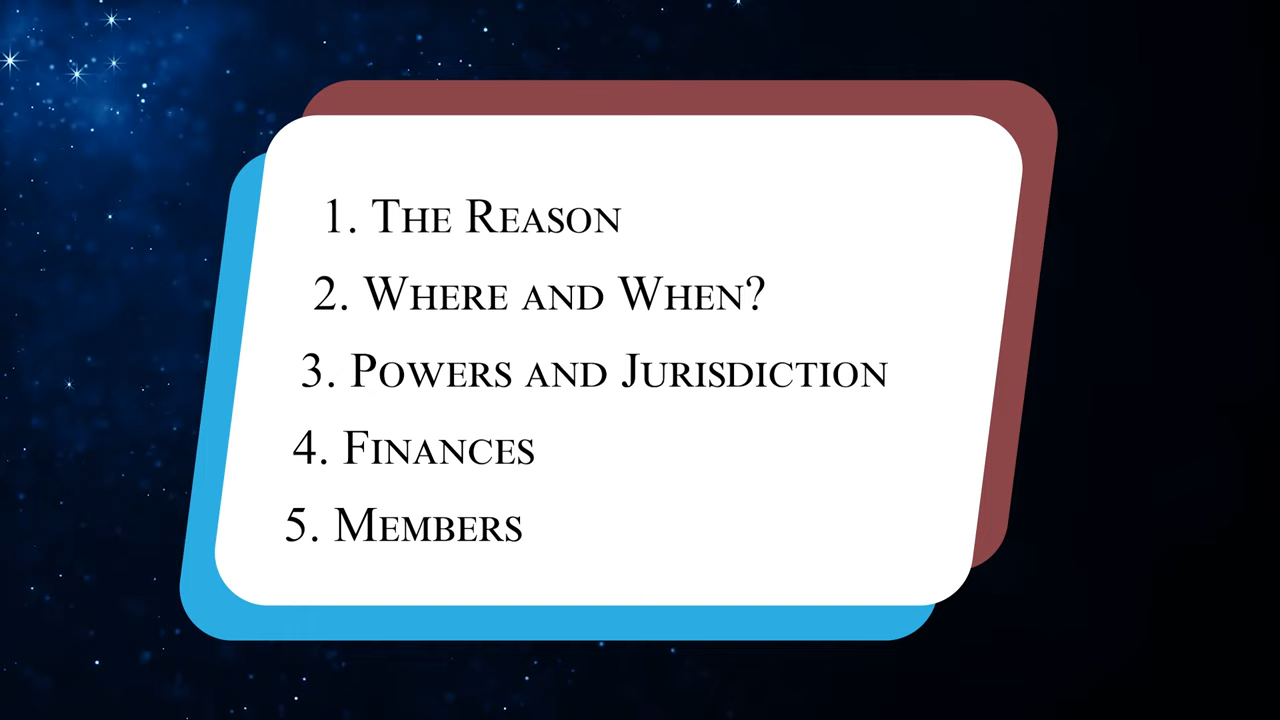 1. The Reason
2. Where and When?
3. Powers and Jurisdiction
4. Finances
5. Members